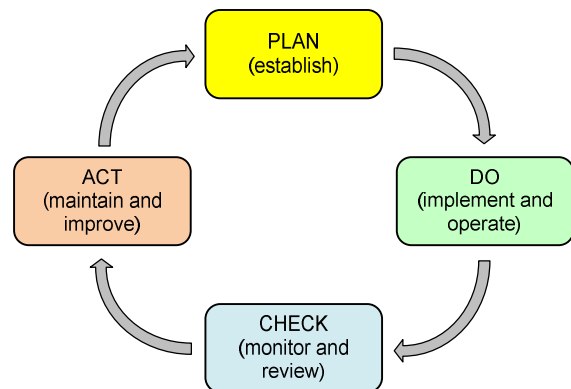 PLAN
(establish)
DO
(implement and
operate)
CHECK
(monitor and
review)
ACT
(maintain and
improve)